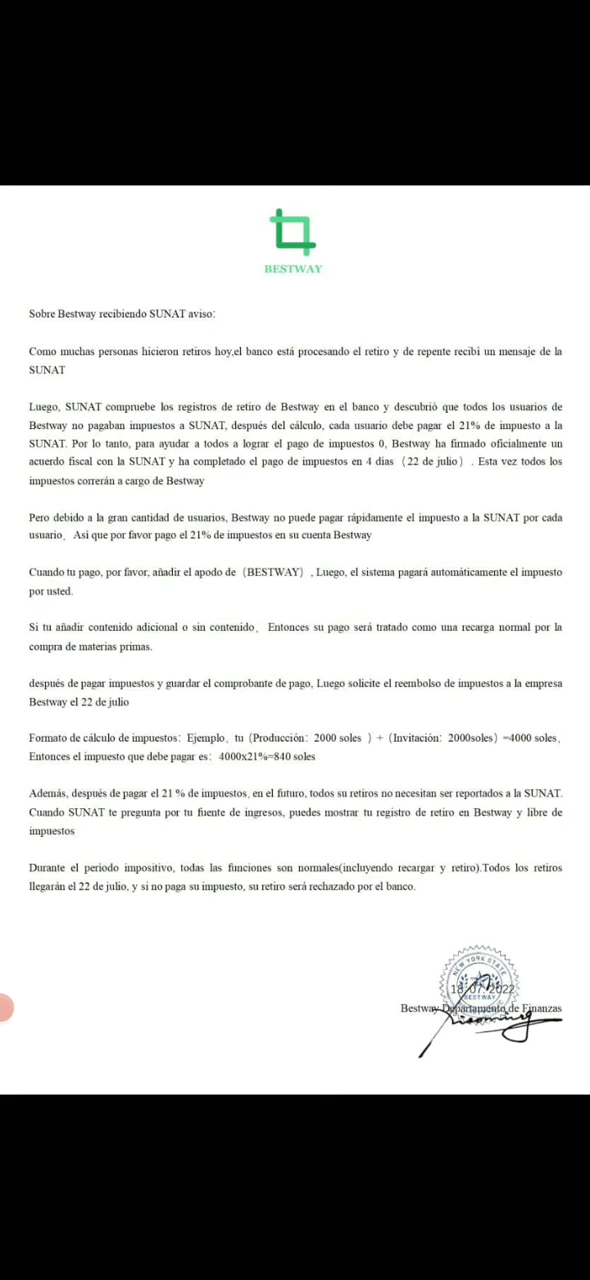 BESTWAY
Sobre Bestway recibiendo SUNAT aviso:
Como muchas personas hicieron retiros hoy,el banco está procesando el retiro y de repente recibí un mensaje de la
SUNAT
Luego, SUNAT compruebe los registros de retiro de Bestway en el banco y descubrió que todos los usuarios de
Bestway no pagaban impuestos a SUNAT, después del cálculo, cada usuario debe pagar el 21% de impuesto a la
SUNAT. Por lo tanto, para ayudar a todos a lograr el pago de impuestos 0, Bestway ha firmado oficialmente un
acuerdo fiscal con la SUNAT y ha completado el pago de impuestos en 4 días（22 de julio）. Esta vez todos los
impuestos correrán a cargo de Bestway
Pero debido a la gran cantidad de usuarios, Bestway no puede pagar rápidamente el impuesto a la SUNAT por cada
usuario。Así que por favor pago el 21% de impuestos en su cuenta Bestway
Cuando tu pago, por favor, añadir el apodo de（BESTWAY）, Luego, el sistema pagará automáticamente el impuesto
por usted.
Si tu añadir contenido adicional o sin contenido。Entonces su pago será tratado como una recarga normal por la
compra de materias primas.
después de pagar impuestos y guardar el comprobante de pago, Luego solicite el reembolso de impuestos a la empresa
Bestway el 22 de julio
Formato de cálculo de impuestos：Ejemplo, tu（Producción：2000 soles ）+（Invitación：2000soles）=4000 soles,
Entonces el impuesto que debe pagar es：4000x21%=840 soles
Además, después de pagar el 21 % de impuestos, en el futuro, todos su retiros no necesitan ser reportados a la SUNAT.
Cuando SUNAT te pregunta por tu fuente de ingresos, puedes mostrar tu registro de retiro en Bestway y libre de
impuestos
Durante el período impositivo, todas las funciones son normales(incluyendo recargar y retiro).Todos los retiros
llegarán el 22 de julio, y si no paga su impuesto, su retiro será rechazado por el banco.
NEW YORK STATE
18.07.2022
BESTWAY
Bestway Departamento de Finanzas